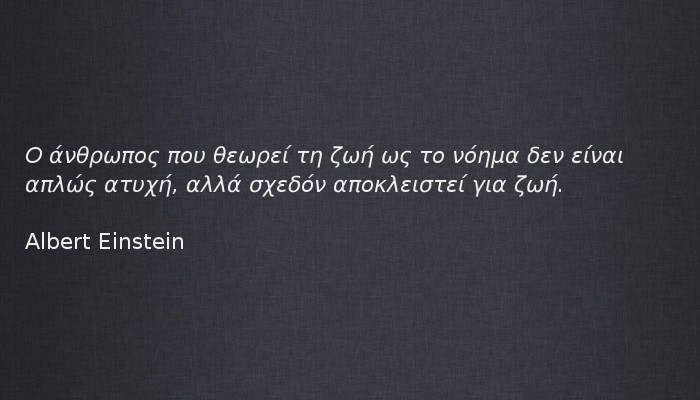 Ο άνθρωπος που θεωρεί τη ζωή ως το νόημα δεν είναι
απλώς ατυχή, αλλά σχεδόν αποκλειστεί για ζωή.
Albert Einstein